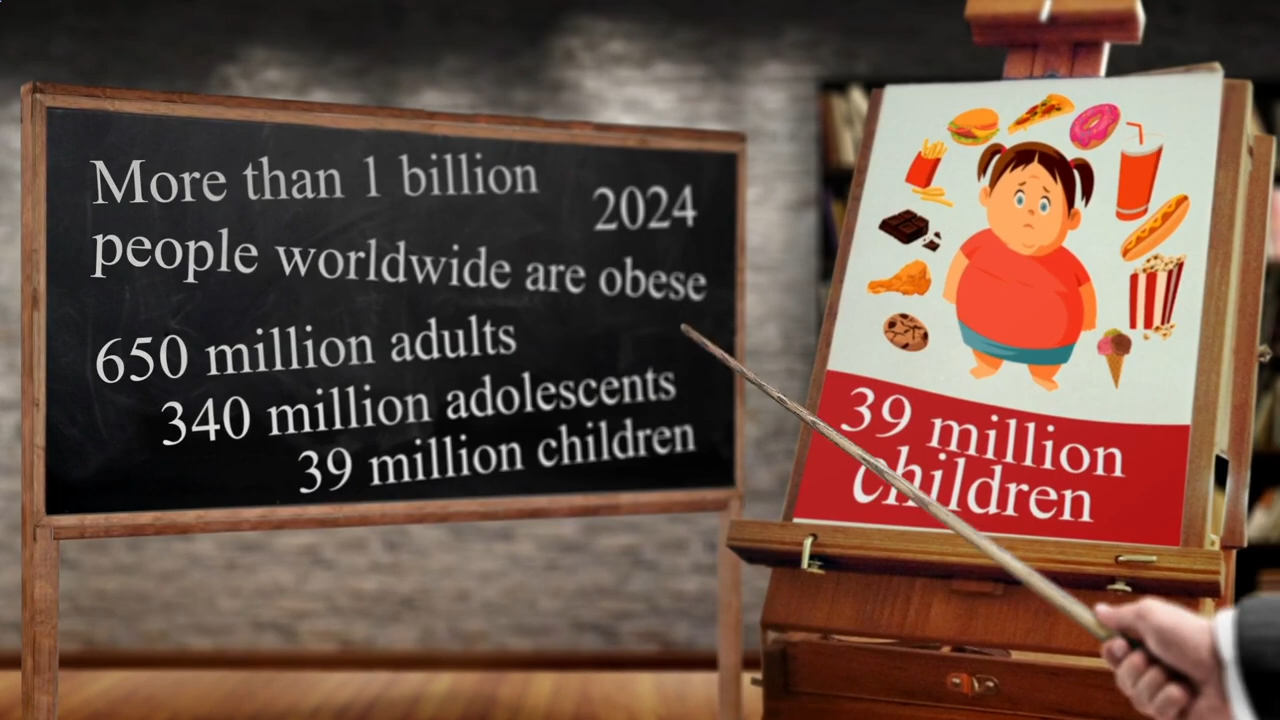 More than 1 billion
2024
people worldwide are obese
650 million adults
340 million adolescents
39 million children
39 million
children